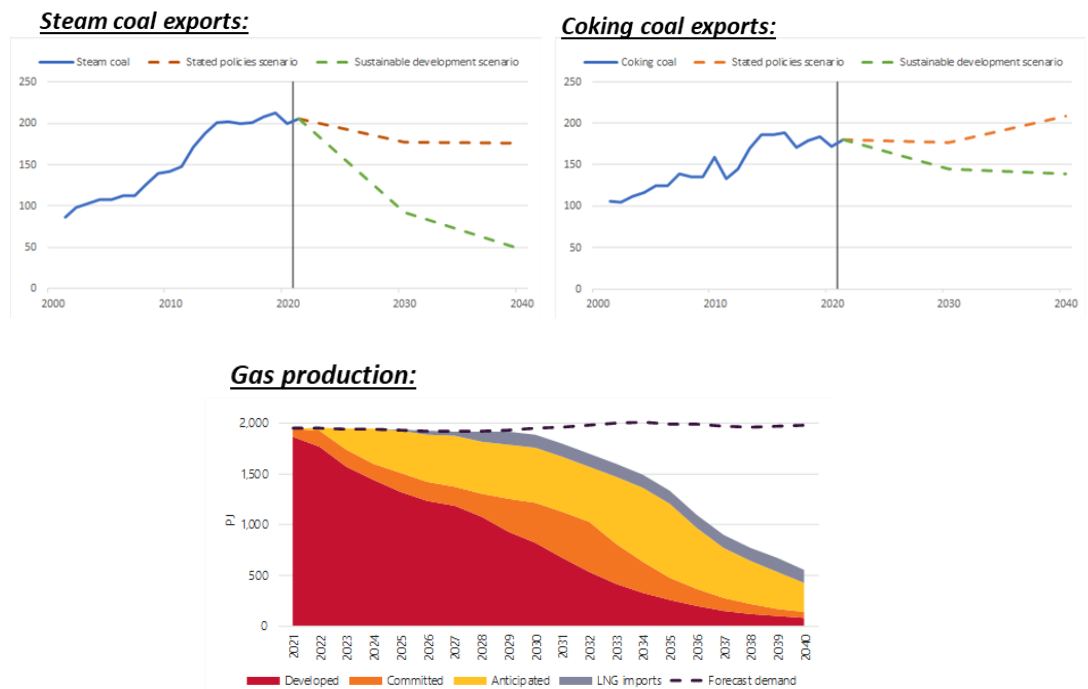 Steam coal exports:
Coking coal exports:
Steam coal Stated policies scenario Sustainable development scenario
250
200
150
100
50
0
2000 2010 2020 2030 2040
Coking coal Stated policies scenario Sustainable development scenario
250
200
150
100
50
0
2000 2010 2020 2030 2040
Gas production:
2,000
1,500
1,000
500
0
PJ
2021 2022 2023 2024 2025 2026 2027 2028 2029 2030 2031 2032 2033 2034 2035 2036 2037 2038 2039 2040
Developed Committed Anticipated LNG imports Forecast demand